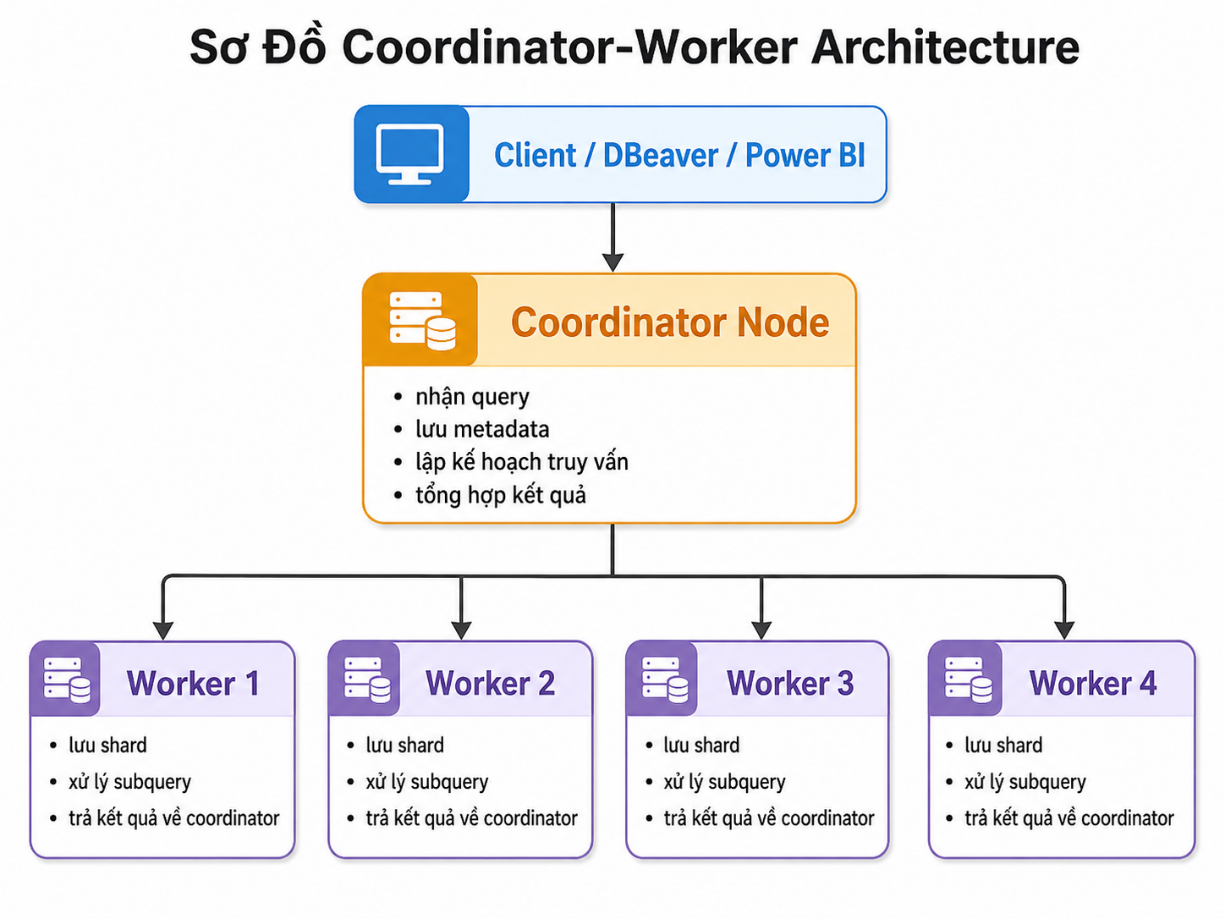 Sơ Đồ Coordinator-Worker Architecture
Client / DBeaver / Power BI
Coordinator Node
• nhận query
• lưu metadata
• lập kế hoạch truy vấn
• tổng hợp kết quả
Worker 1
• lưu shard
• xử lý subquery
• trả kết quả về coordinator
Worker 2
• lưu shard
• xử lý subquery
• trả kết quả về coordinator
Worker 3
• lưu shard
• xử lý subquery
• trả kết quả về coordinator
Worker 4
• lưu shard
• xử lý subquery
• trả kết quả về coordinator